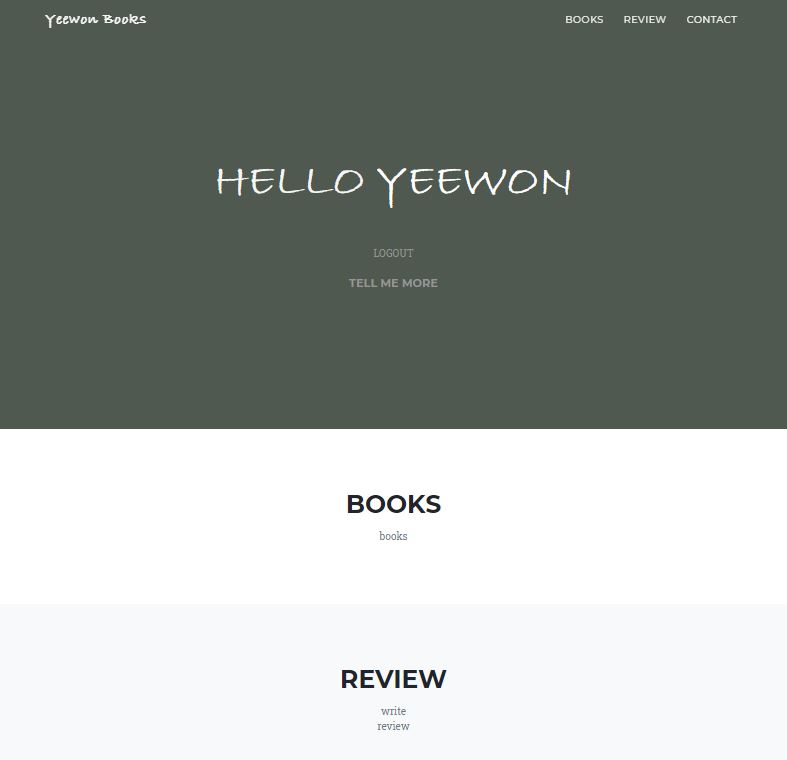 Yeewon Books
BOOKS REVIEW CONTACT
HELLO YEEWON
LOGOUT
TELL ME MORE
BOOKS
books
REVIEW
write
review